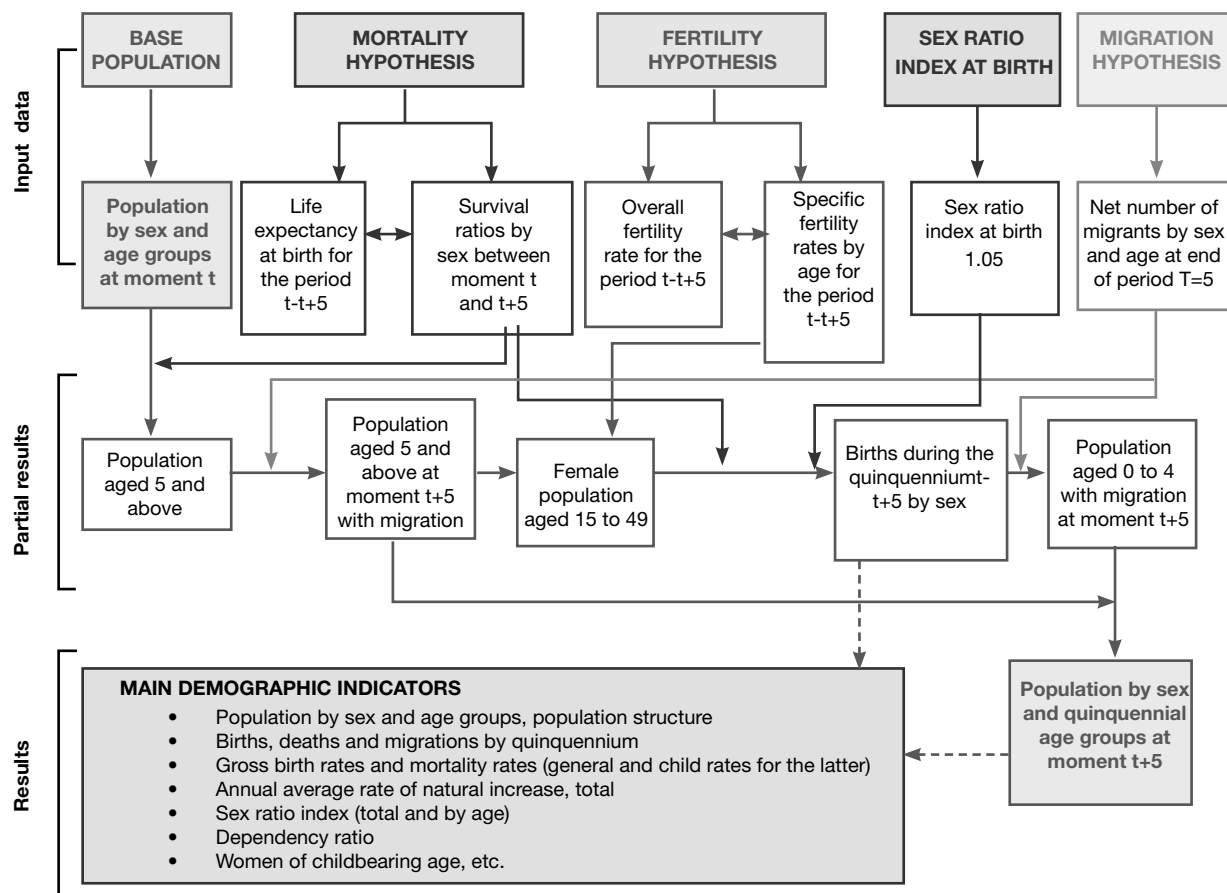 BASE
POPULATION
MORTALITY
HYPOTHESIS
FERTILITY
HYPOTHESIS
SEX RATIO
INDEX AT BIRTH
MIGRATION
HYPOTHESIS
Input data
Population
by sex and
age groups
at moment t
Life
expectancy
at birth for
the period
t-t+5
Survival
ratios by
sex between
moment t
and t+5
Overall
fertility
rate for the
period t-t+5
Specific
fertility
rates by
age for
the period
t-t+5
Sex ratio
index at birth
1.05
Net number of
migrants by sex
and age at end
of period T=5
Partial results
Population
aged 5 and
above
Population
aged 5 and
above at
moment t+5
with migration
Female
population
aged 15 to 49
Births during the
quinquenniumt-
t+5 by sex
Population
aged 0 to 4
with migration
at moment t+5
Results
MAIN DEMOGRAPHIC INDICATORS
• Population by sex and age groups, population structure
• Births, deaths and migrations by quinquennium
• Gross birth rates and mortality rates (general and child rates for the latter)
• Annual average rate of natural increase, total
• Sex ratio index (total and by age)
• Dependency ratio
• Women of childbearing age, etc.
Population by sex
and quinquennial
age groups at
moment t+5